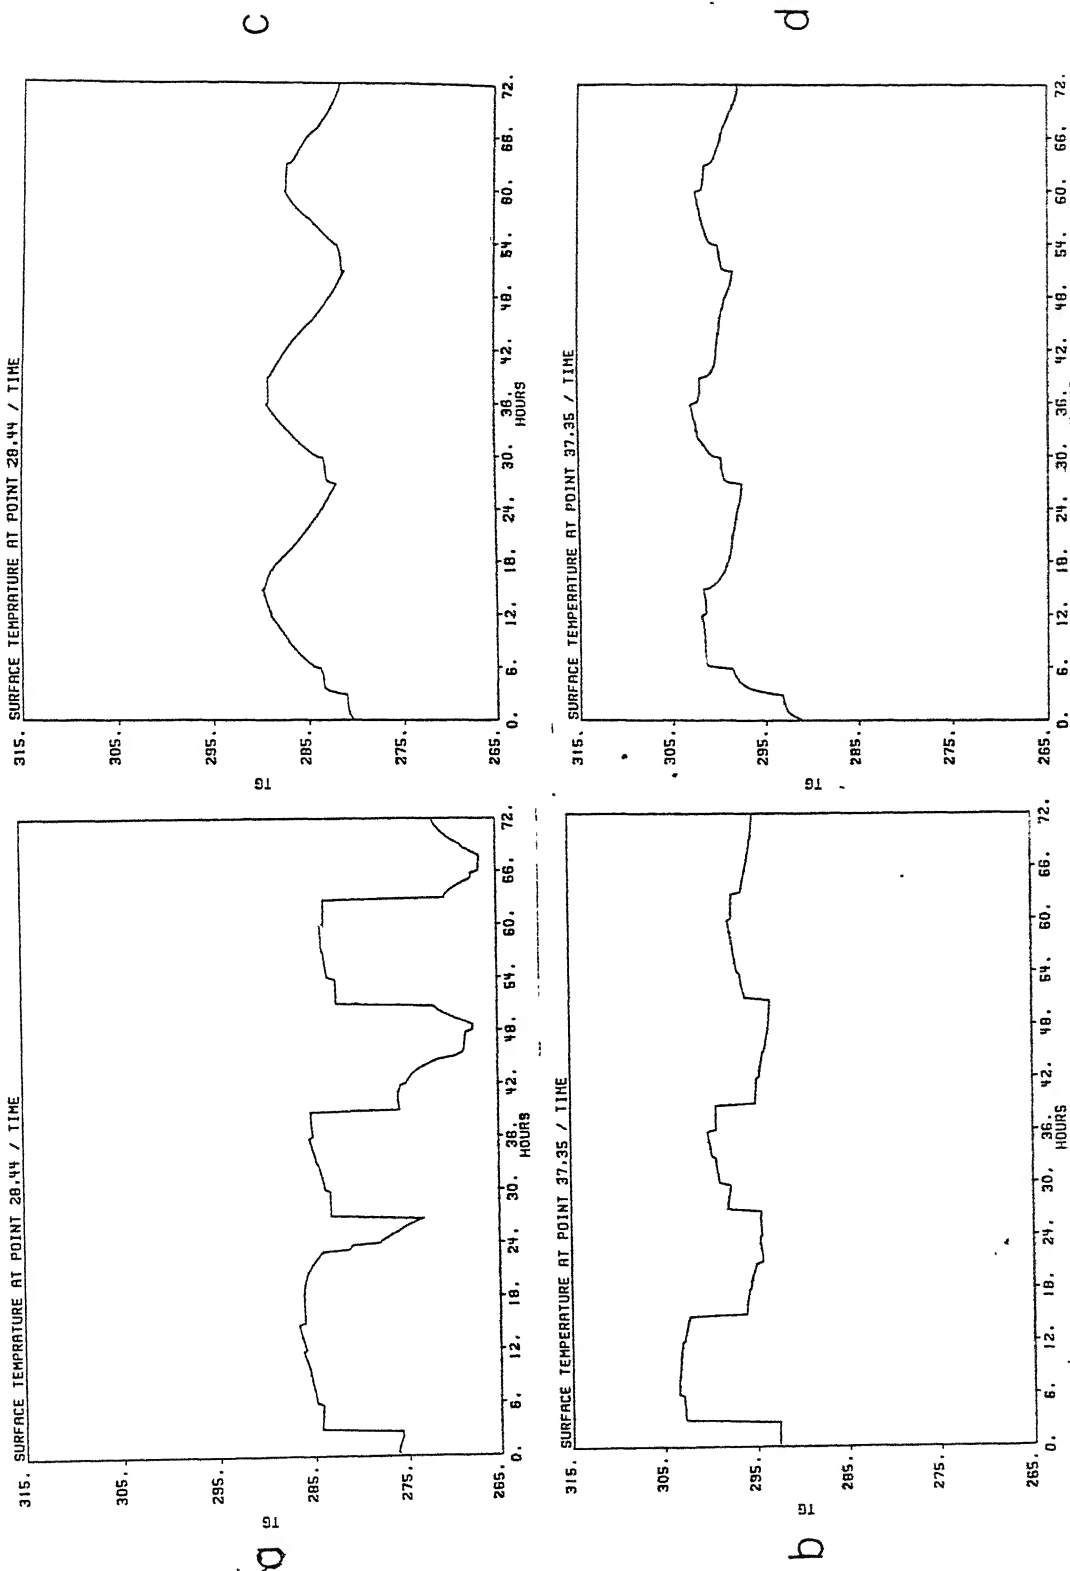 a
SURFACE TEMPRATURE AT POINT 28,44 / TIME
315.
305.
295.
285.
275.
265.
TG
0. 6. 12. 18. 24. 30. 36. 42. 48. 54. 60. 66. 72.
HOURS
SURFACE TEMPRATURE AT POINT 28,44 / TIME
315.
305.
295.
285.
275.
265.
TG
0. 6. 12. 18. 24. 30. 36. 42. 48. 54. 60. 66. 72.
HOURS
c
b
SURFACE TEMPERATURE AT POINT 37,35 / TIME
315.
305.
295.
285.
275.
265.
TG
0. 6. 12. 18. 24. 30. 36. 42. 48. 54. 60. 66. 72.
HOURS
SURFACE TEMPERATURE AT POINT 37,35 / TIME
315.
305.
295.
285.
275.
265.
TG
0. 6. 12. 18. 24. 30. 36. 42. 48. 54. 60. 66. 72.
d